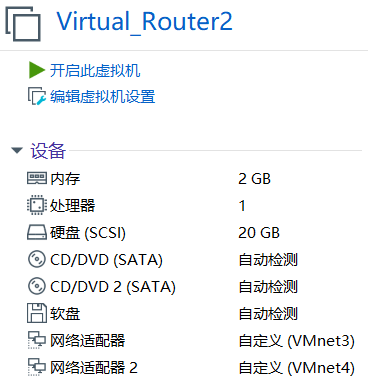 Virtual_Router2
开启此虚拟机
编辑虚拟机设置
设备
内存 2 GB
处理器 1
硬盘 (SCSI) 20 GB
CD/DVD (SATA) 自动检测
CD/DVD 2 (SATA) 自动检测
软盘 自动检测
网络适配器 自定义 (VMnet3)
网络适配器 2 自定义 (VMnet4)